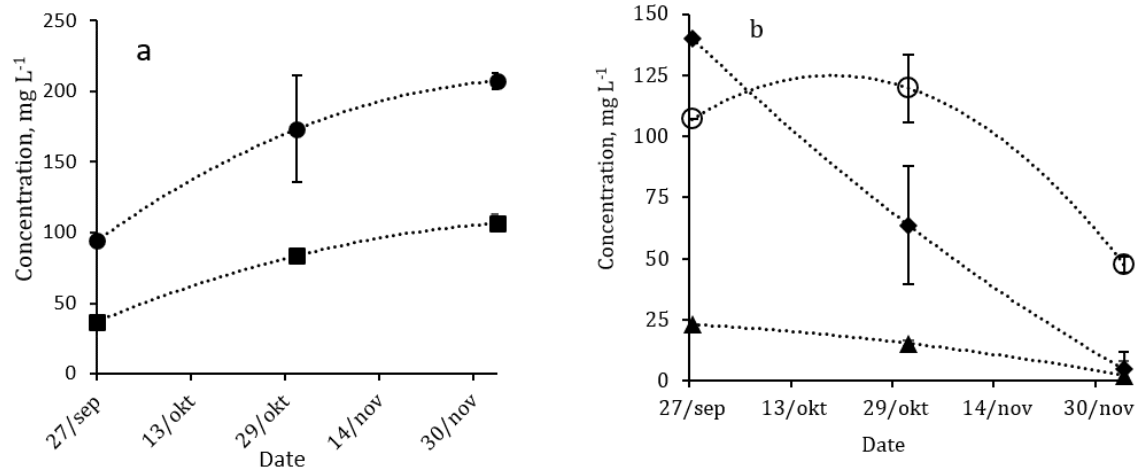 a
Concentration, mg L⁻¹
250
200
150
100
50
0
27/sep
13/okt
29/okt
14/nov
30/nov
Date
b
Concentration, mg L⁻¹
150
125
100
75
50
25
0
27/sep
13/okt
29/okt
14/nov
30/nov
Date